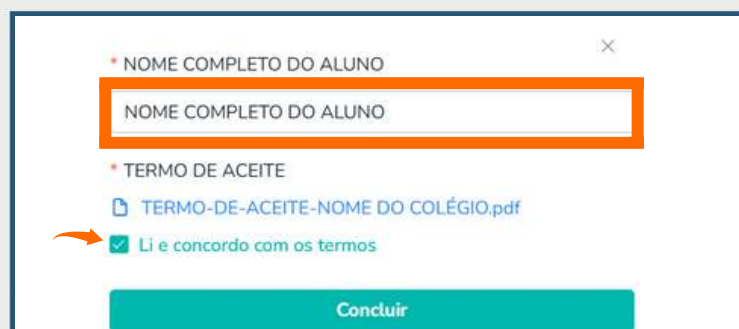 * NOME COMPLETO DO ALUNO
NOME COMPLETO DO ALUNO
* TERMO DE ACEITE
TERMO-DE-ACEITE-NOME DO COLÉGIO.pdf
Li e concordo com os termos
Concluir